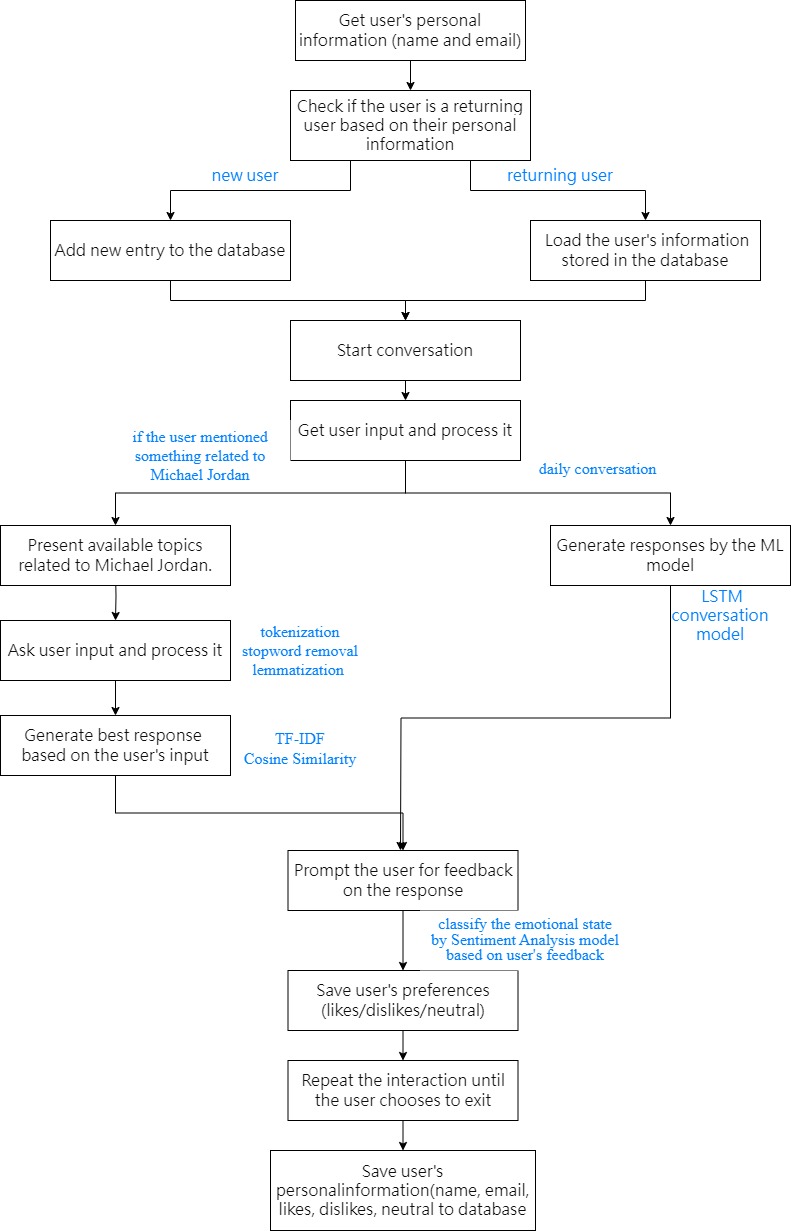 Get user's personal
information (name and email)
Check if the user is a returning
user based on their personal
information
new user
returning user
Add new entry to the database
Load the user's information
stored in the database
Start conversation
Get user input and process it
if the user mentioned
something related to
Michael Jordan
daily conversation
Present available topics
related to Michael Jordan.
Generate responses by the ML
model
LSTM
conversation
model
Ask user input and process it
tokenization
stopword removal
lemmatization
Generate best response
based on the user's input
TF-IDF
Cosine Similarity
Prompt the user for feedback
on the response
classify the emotional state
by Sentiment Analysis model
based on user's feedback
Save user's preferences
(likes/dislikes/neutral)
Repeat the interaction until
the user chooses to exit
Save user's
personalinformation(name, email,
likes, dislikes, neutral to database